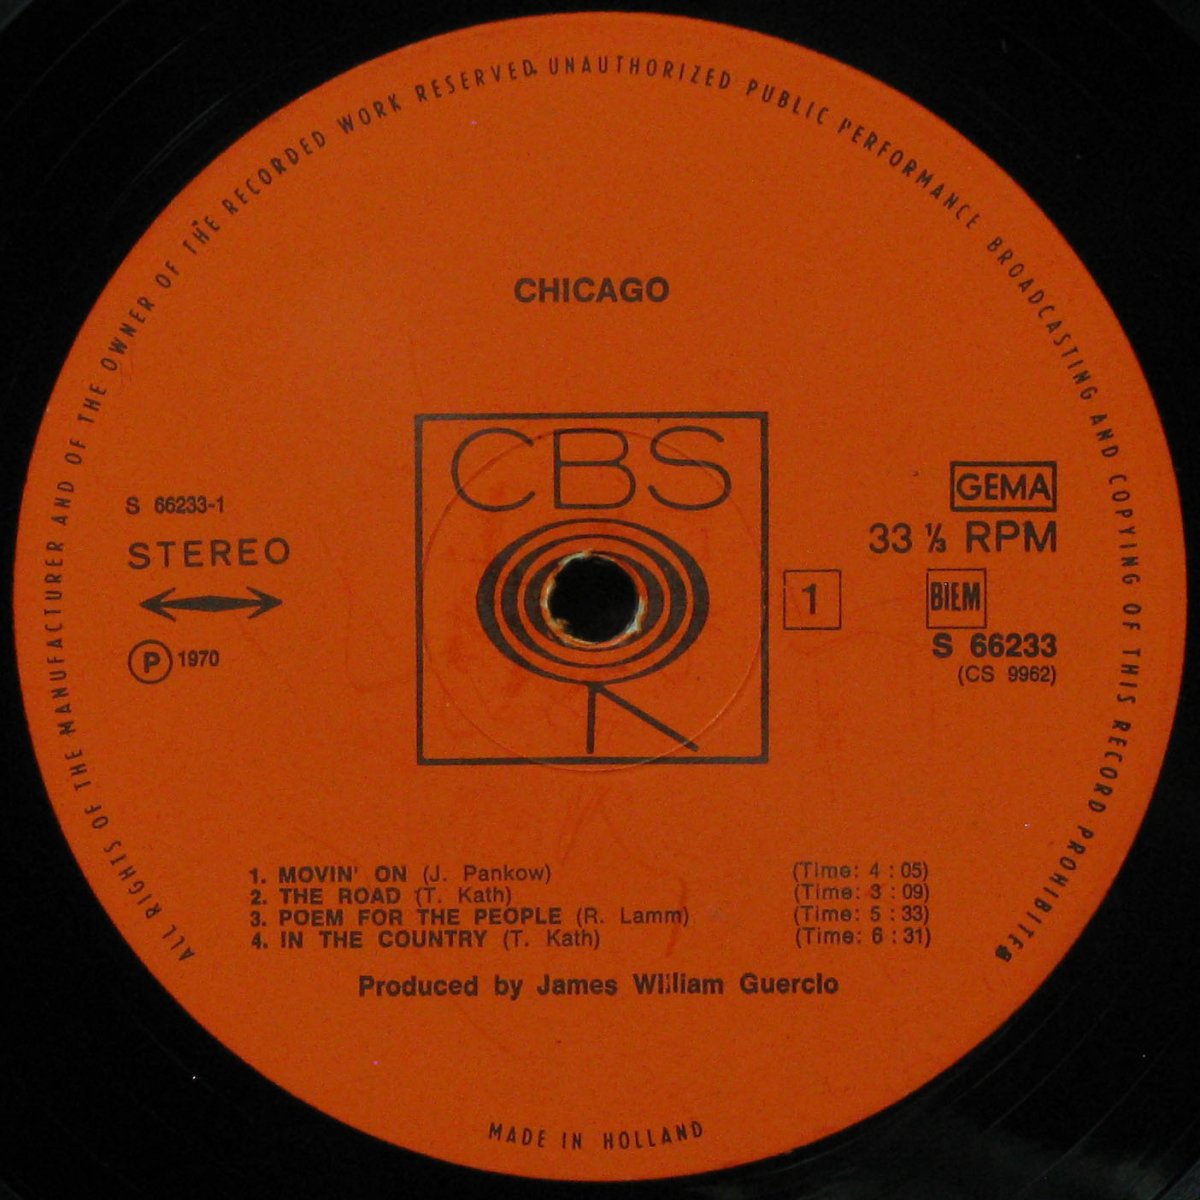 ALL RIGHTS OF THE MANUFACTURER AND OF THE OWNER OF THE RECORDED WORK RESERVED. UNAUTHORIZED PUBLIC PERFORMANCE BROADCASTING AND COPYING OF THIS RECORD PROHIBITED
CHICAGO
CBS
S 66233-1
STEREO
℗ 1970
1
GEMA
33 ⅓ RPM
BIEM
S 66233
(CS 9962)
1. MOVIN' ON (J. Pankow) (Time: 4 : 05)
2. THE ROAD (T. Kath) (Time: 3 : 09)
3. POEM FOR THE PEOPLE (R. Lamm) (Time: 5 : 33)
4. IN THE COUNTRY (T. Kath) (Time: 6 : 31)
Produced by James William Guercio
MADE IN HOLLAND